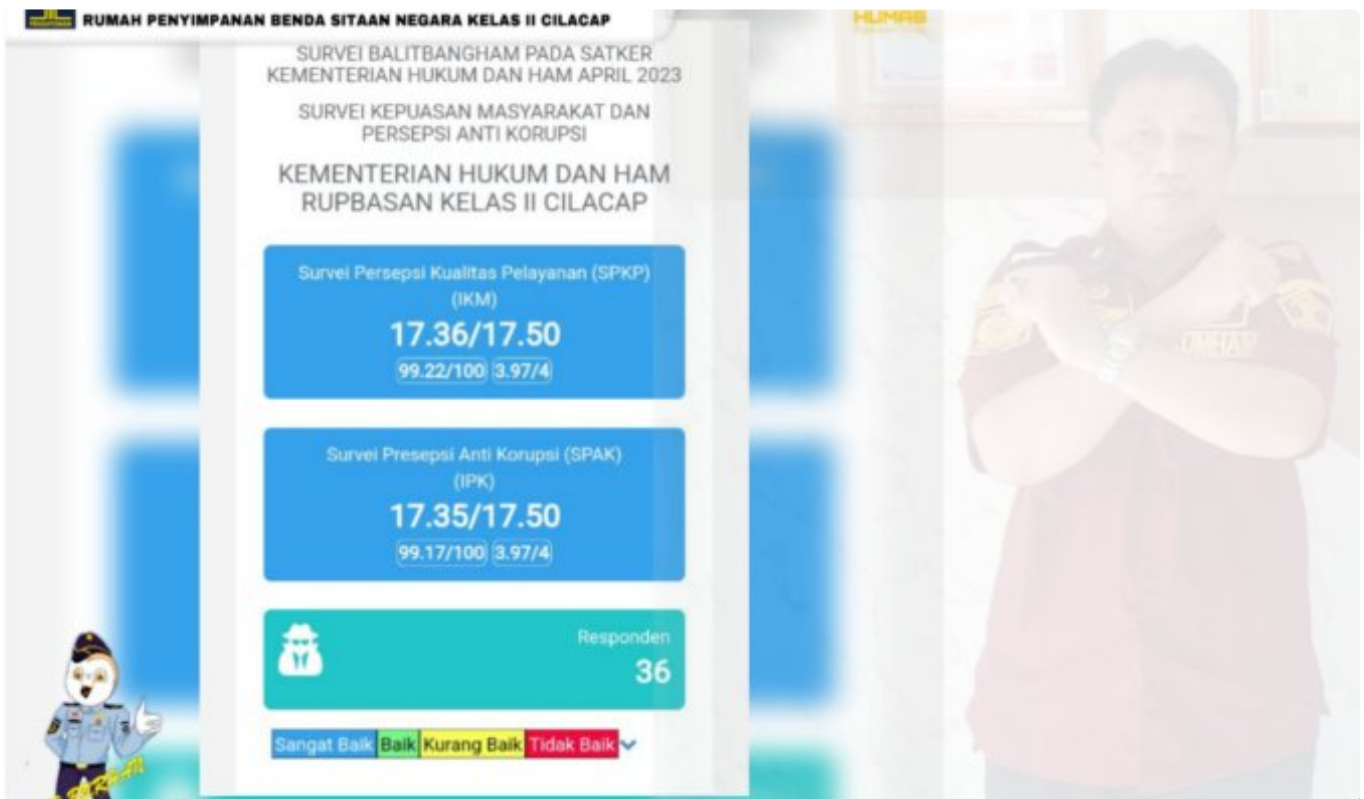 RUMAH PENYIMPANAN BENDA SITAAN NEGARA KELAS II CILACAP
HUMAS
SURVEI BALITBANGHAM PADA SATKER
KEMENTERIAN HUKUM DAN HAM APRIL 2023
SURVEI KEPUASAN MASYARAKAT DAN
PERSEPSI ANTI KORUPSI
KEMENTERIAN HUKUM DAN HAM
RUPBASAN KELAS II CILACAP
Survei Persepsi Kualitas Pelayanan (SPKP)
(IKM)
17.36/17.50
99.22/100 3.97/4
Survei Presepsi Anti Korupsi (SPAK)
(IPK)
17.35/17.50
99.17/100 3.97/4
Responden
36
Sangat Baik Baik Kurang Baik Tidak Baik